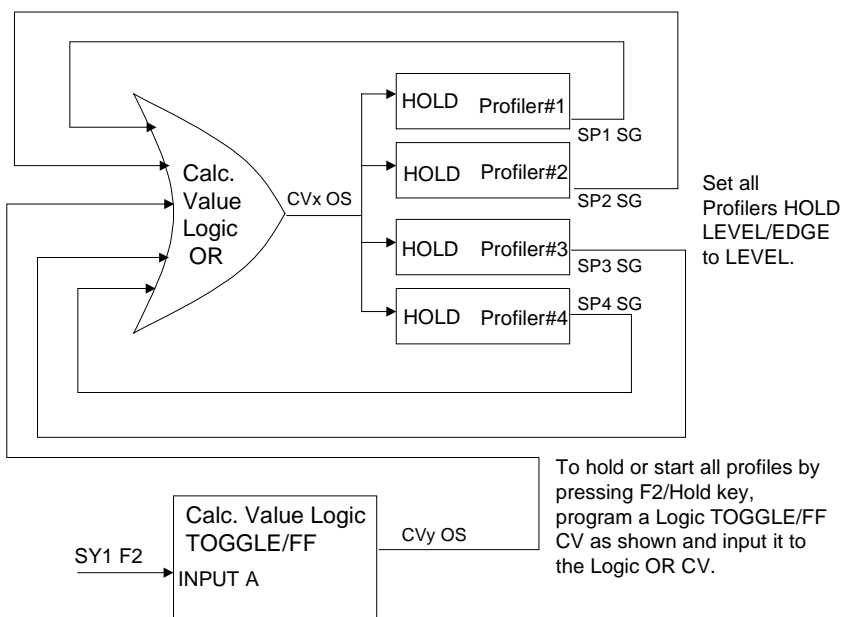 HOLD Profiler#1
SP1 SG
HOLD Profiler#2
SP2 SG
HOLD Profiler#3
SP3 SG
HOLD Profiler#4
SP4 SG
Calc.
Value
Logic
OR
CVx OS
Set all
Profilers HOLD
LEVEL/EDGE
to LEVEL.
To hold or start all profiles by
pressing F2/Hold key,
program a Logic TOGGLE/FF
CV as shown and input it to
the Logic OR CV.
Calc. Value Logic
TOGGLE/FF
INPUT A
SY1 F2
CVy OS